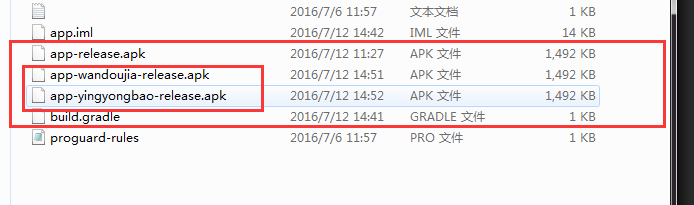 2016/7/6 11:57 文本文档 1 KB
app.iml 2016/7/12 14:42 IML 文件 14 KB
app-release.apk 2016/7/12 11:27 APK 文件 1,492 KB
app-wandoujia-release.apk 2016/7/12 14:51 APK 文件 1,492 KB
app-yingyongbao-release.apk 2016/7/12 14:52 APK 文件 1,492 KB
build.gradle 2016/7/12 14:41 GRADLE 文件 1 KB
proguard-rules 2016/7/6 11:57 PRO 文件 1 KB